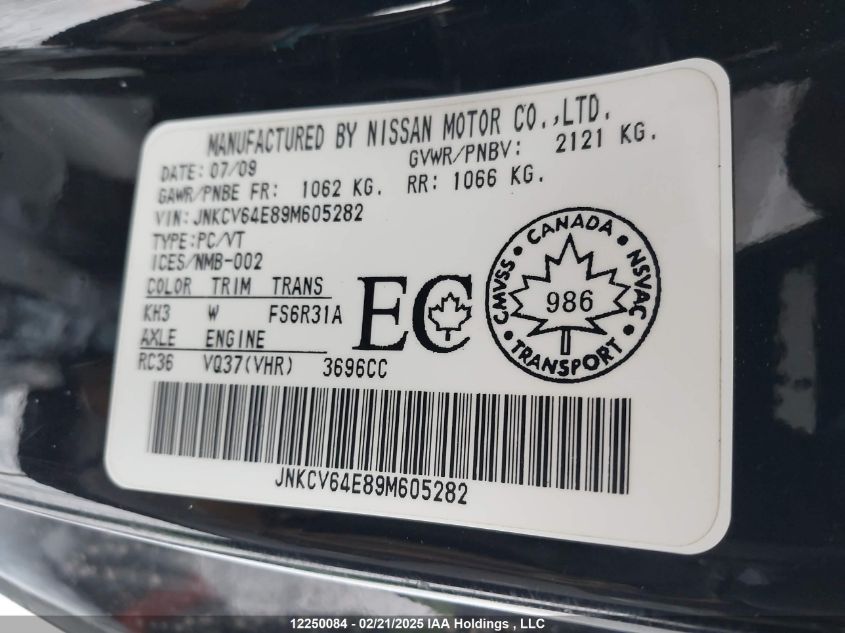 MANUFACTURED BY NISSAN MOTOR CO.,LTD.
DATE: 07/09 GVWR/PNBV: 2121 KG.
GAWR/PNBE FR: 1062 KG. RR: 1066 KG.
VIN: JNKCV64E89M605282
TYPE:PC/VT
ICES/NMB-002
COLOR TRIM TRANS
KH3 W FS6R31A
AXLE ENGINE
RC36 VQ37(VHR) 3696CC
EC
CANADA
CMVSS • NSVAC
986
TRANSPORT
JNKCV64E89M605282
12250084 - 02/21/2025 IAA Holdings , LLC